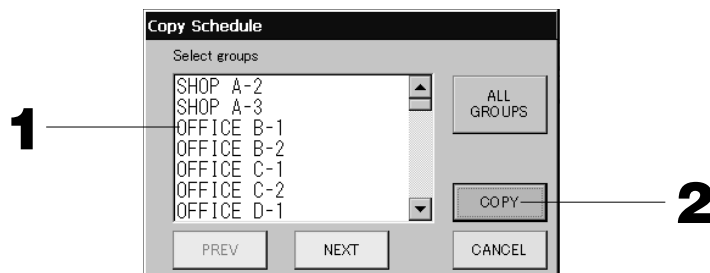 Copy Schedule
Select groups
SHOP A-2
SHOP A-3
OFFICE B-1
OFFICE B-2
OFFICE C-1
OFFICE C-2
OFFICE D-1
ALL
GROUPS
COPY
PREV
NEXT
CANCEL
1
2